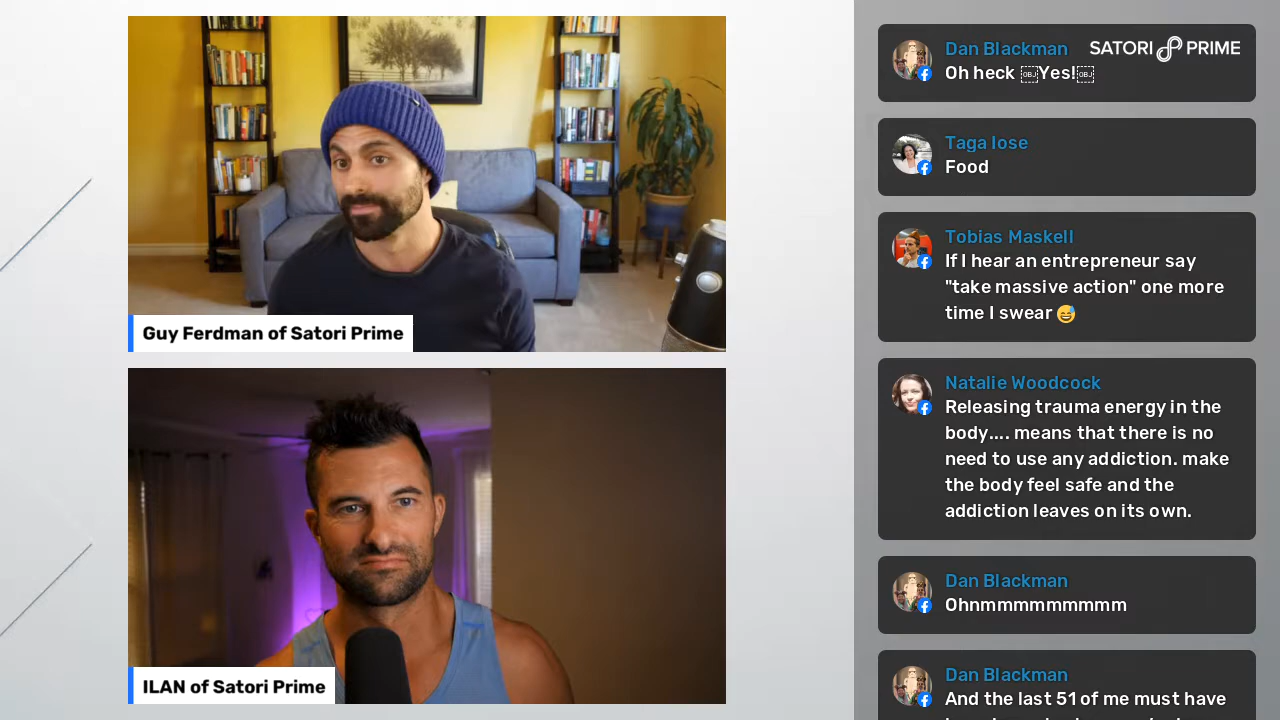 Guy Ferdman of Satori Prime
ILAN of Satori Prime
SATORI PRIME
Dan Blackman
Oh heck Yes!
Taga Iose
Food
Tobias Maskell
If I hear an entrepreneur say
"take massive action" one more
time I swear 😅
Natalie Woodcock
Releasing trauma energy in the
body.... means that there is no
need to use any addiction. make
the body feel safe and the
addiction leaves on its own.
Dan Blackman
Ohnmmmmmmmmm
Dan Blackman
And the last 51 of me must have